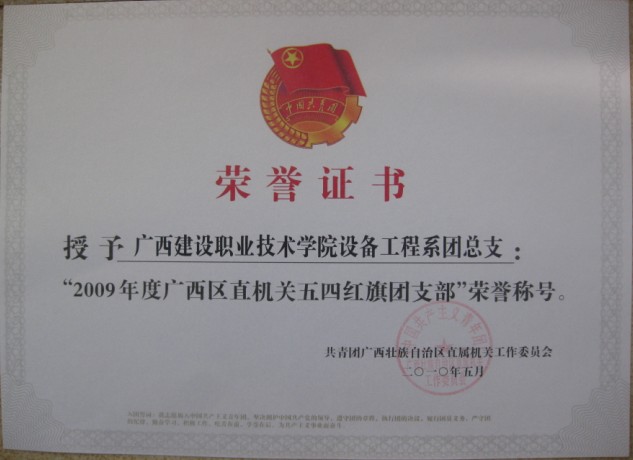 中国共青团
荣誉证书
授予 广西建设职业技术学院设备工程系团总支：
“2009年度广西区直机关五四红旗团支部”荣誉称号。
共青团广西壮族自治区直属机关工作委员会
二〇一〇年五月